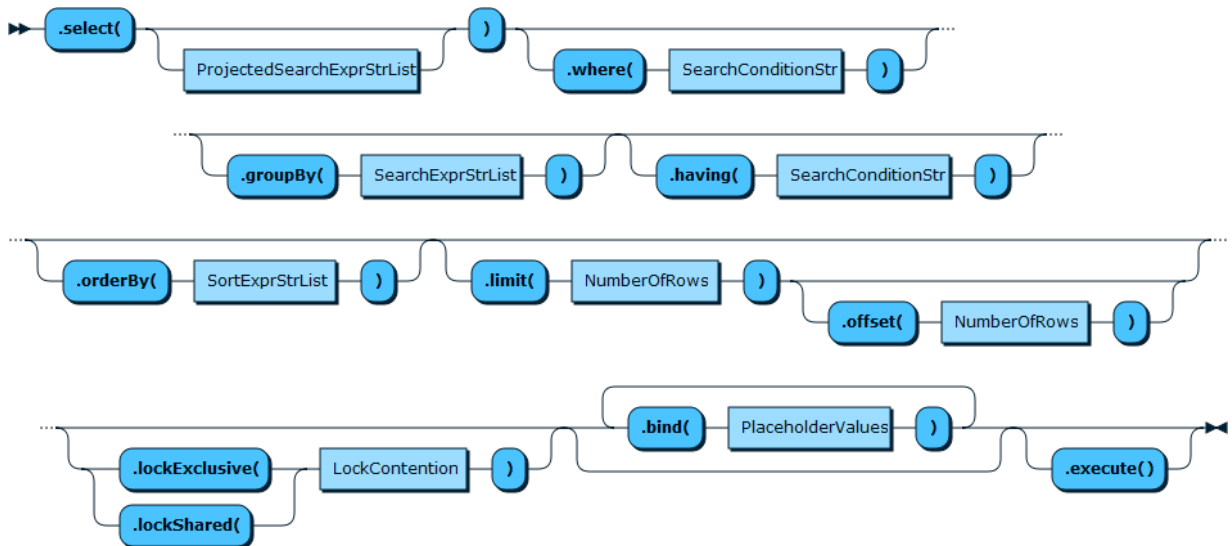 .select( ProjectedSearchExprStrList ) .where( SearchConditionStr )
.groupBy( SearchExprStrList ) .having( SearchConditionStr )
.orderBy( SortExprStrList ) .limit( NumberOfRows ) .offset( NumberOfRows )
.lockExclusive( LockContention ) .bind( PlaceholderValues ) .execute()
.lockShared(